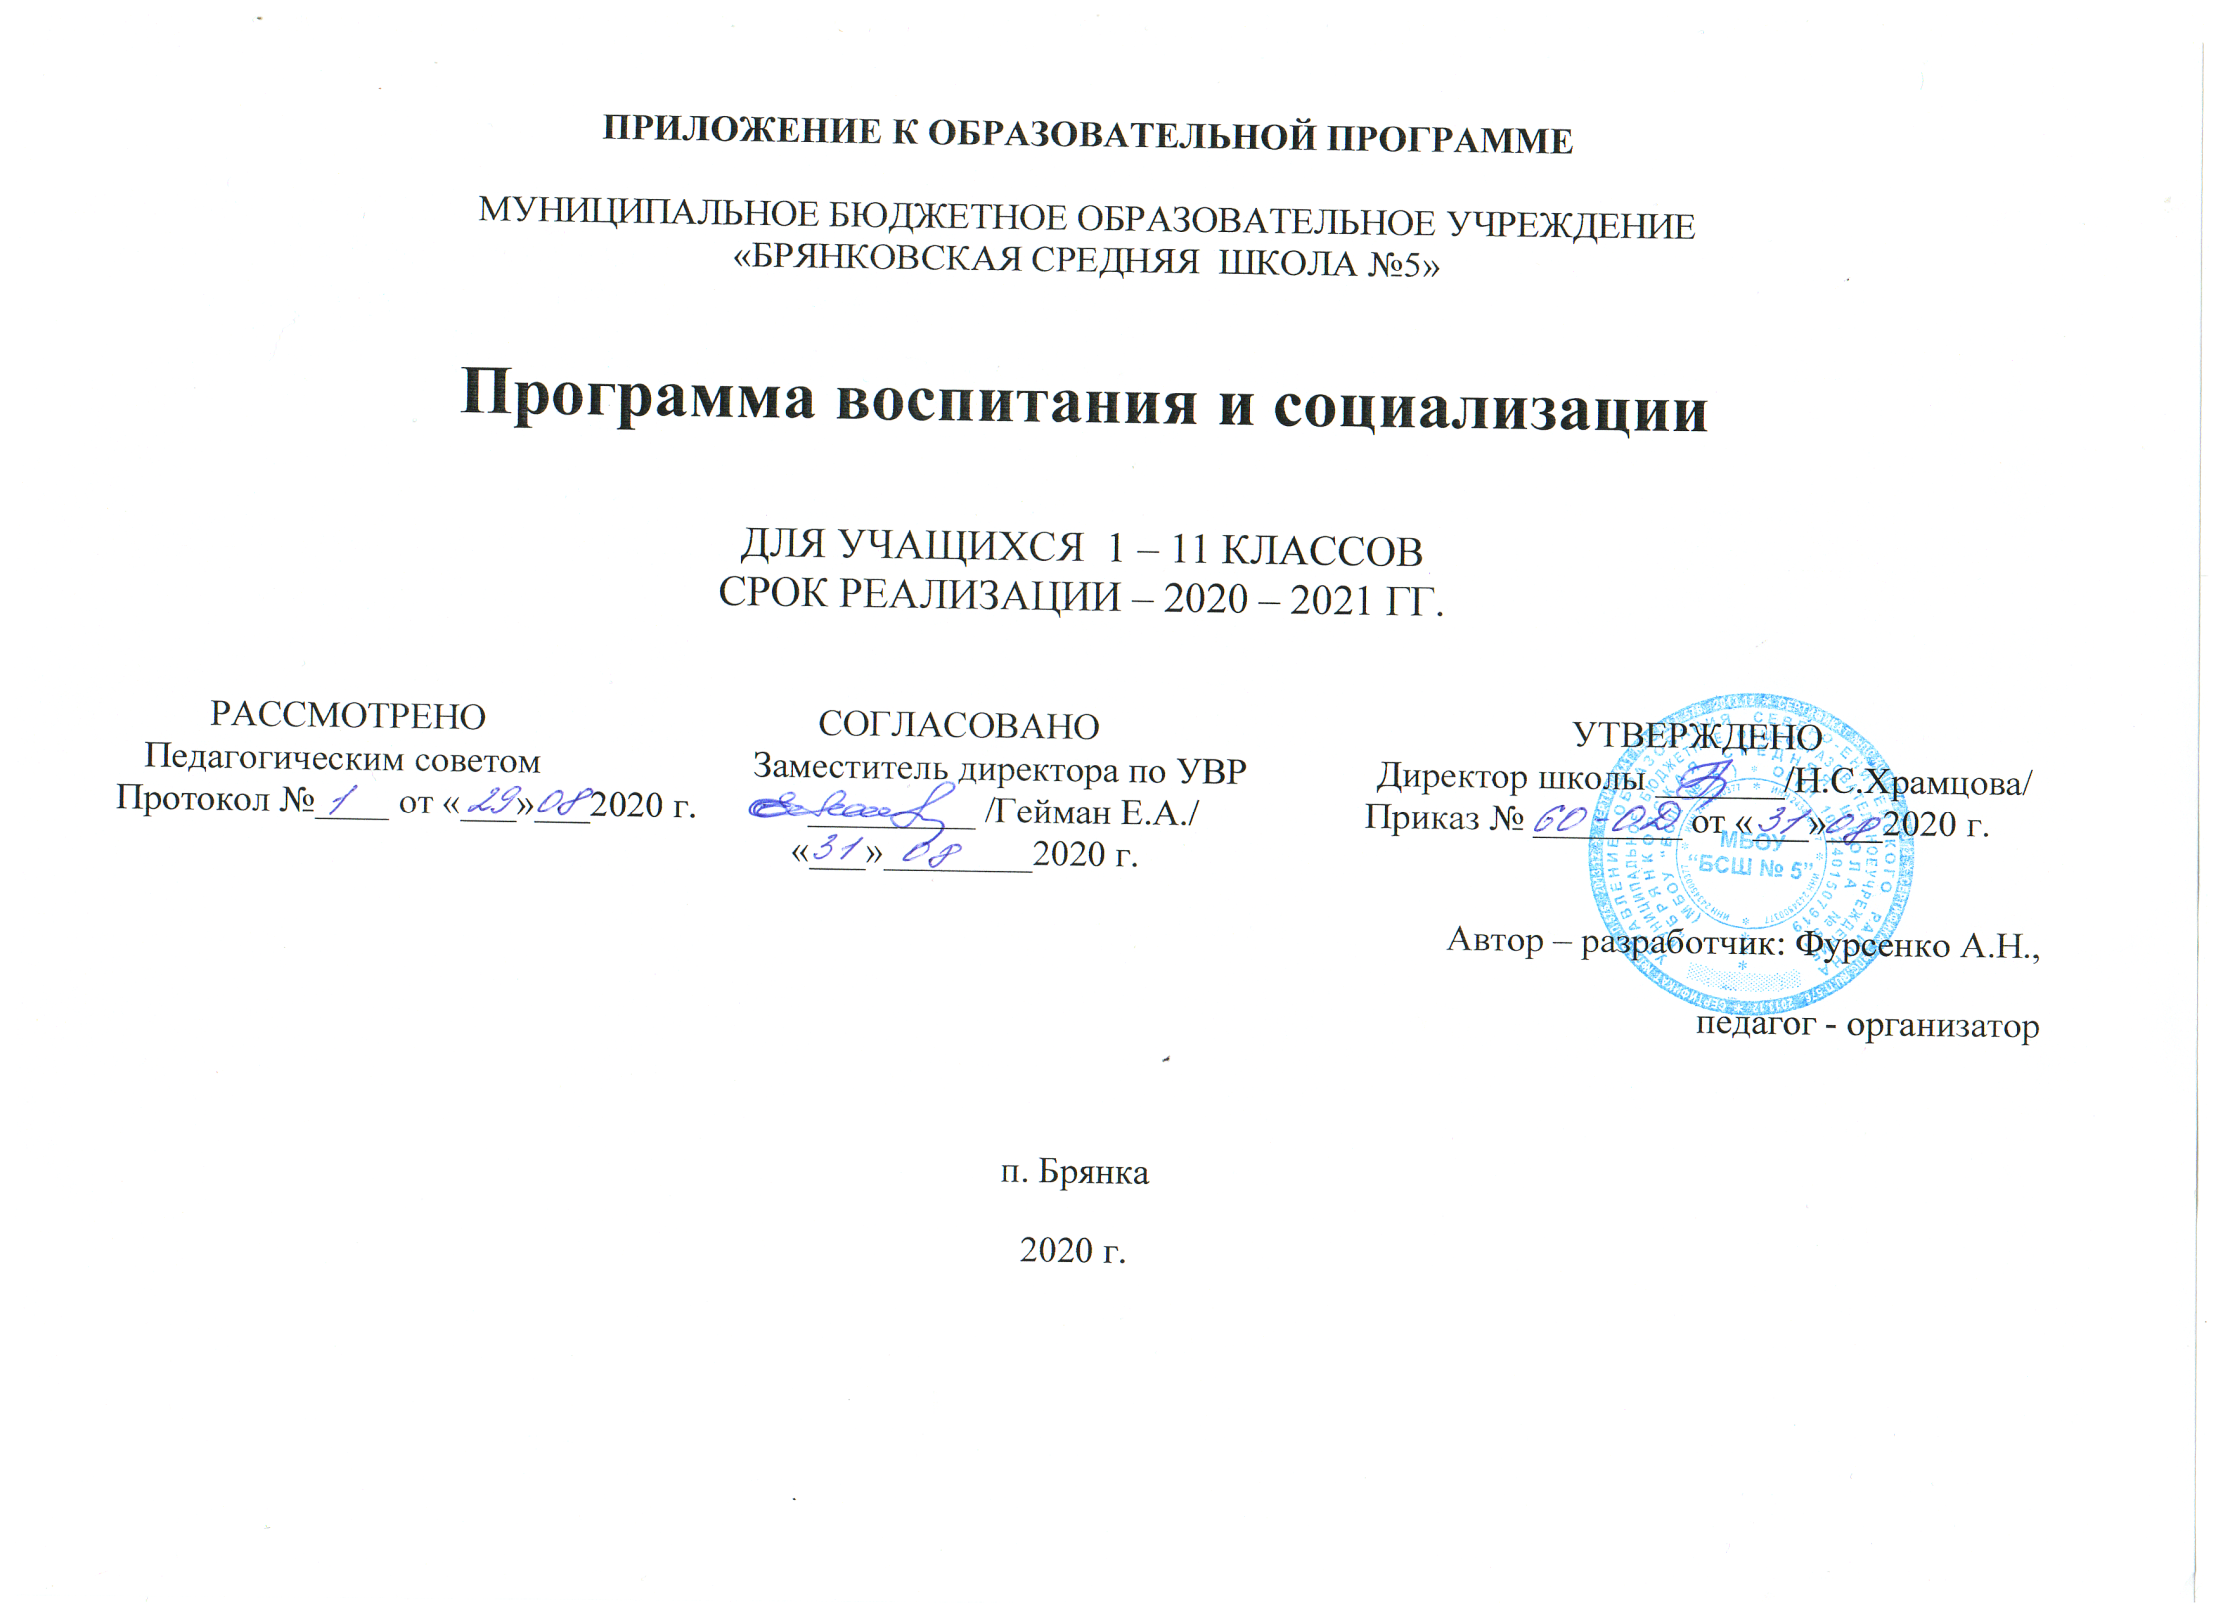 ПРИЛОЖЕНИЕ К ОБРАЗОВАТЕЛЬНОЙ ПРОГРАММЕ
МУНИЦИПАЛЬНОЕ БЮДЖЕТНОЕ ОБРАЗОВАТЕЛЬНОЕ УЧРЕЖДЕНИЕ
«БРЯНКОВСКАЯ СРЕДНЯЯ ШКОЛА №5»
Программа воспитания и социализации
ДЛЯ УЧАЩИХСЯ 1 – 11 КЛАССОВ
СРОК РЕАЛИЗАЦИИ – 2020 – 2021 ГГ.
РАССМОТРЕНО
Педагогическим советом
Протокол № 1 от «29» 08 2020 г.
СОГЛАСОВАНО
Заместитель директора по УВР
/Гейман Е.А./
«31» 08 2020 г.
УТВЕРЖДЕНО
Директор школы /Н.С.Храмцова/
Приказ № 60-ОД от «31» 08 2020 г.
МБОУ
“БСШ № 5”
Автор – разработчик: Фурсенко А.Н.,
педагог - организатор
п. Брянка
2020 г.